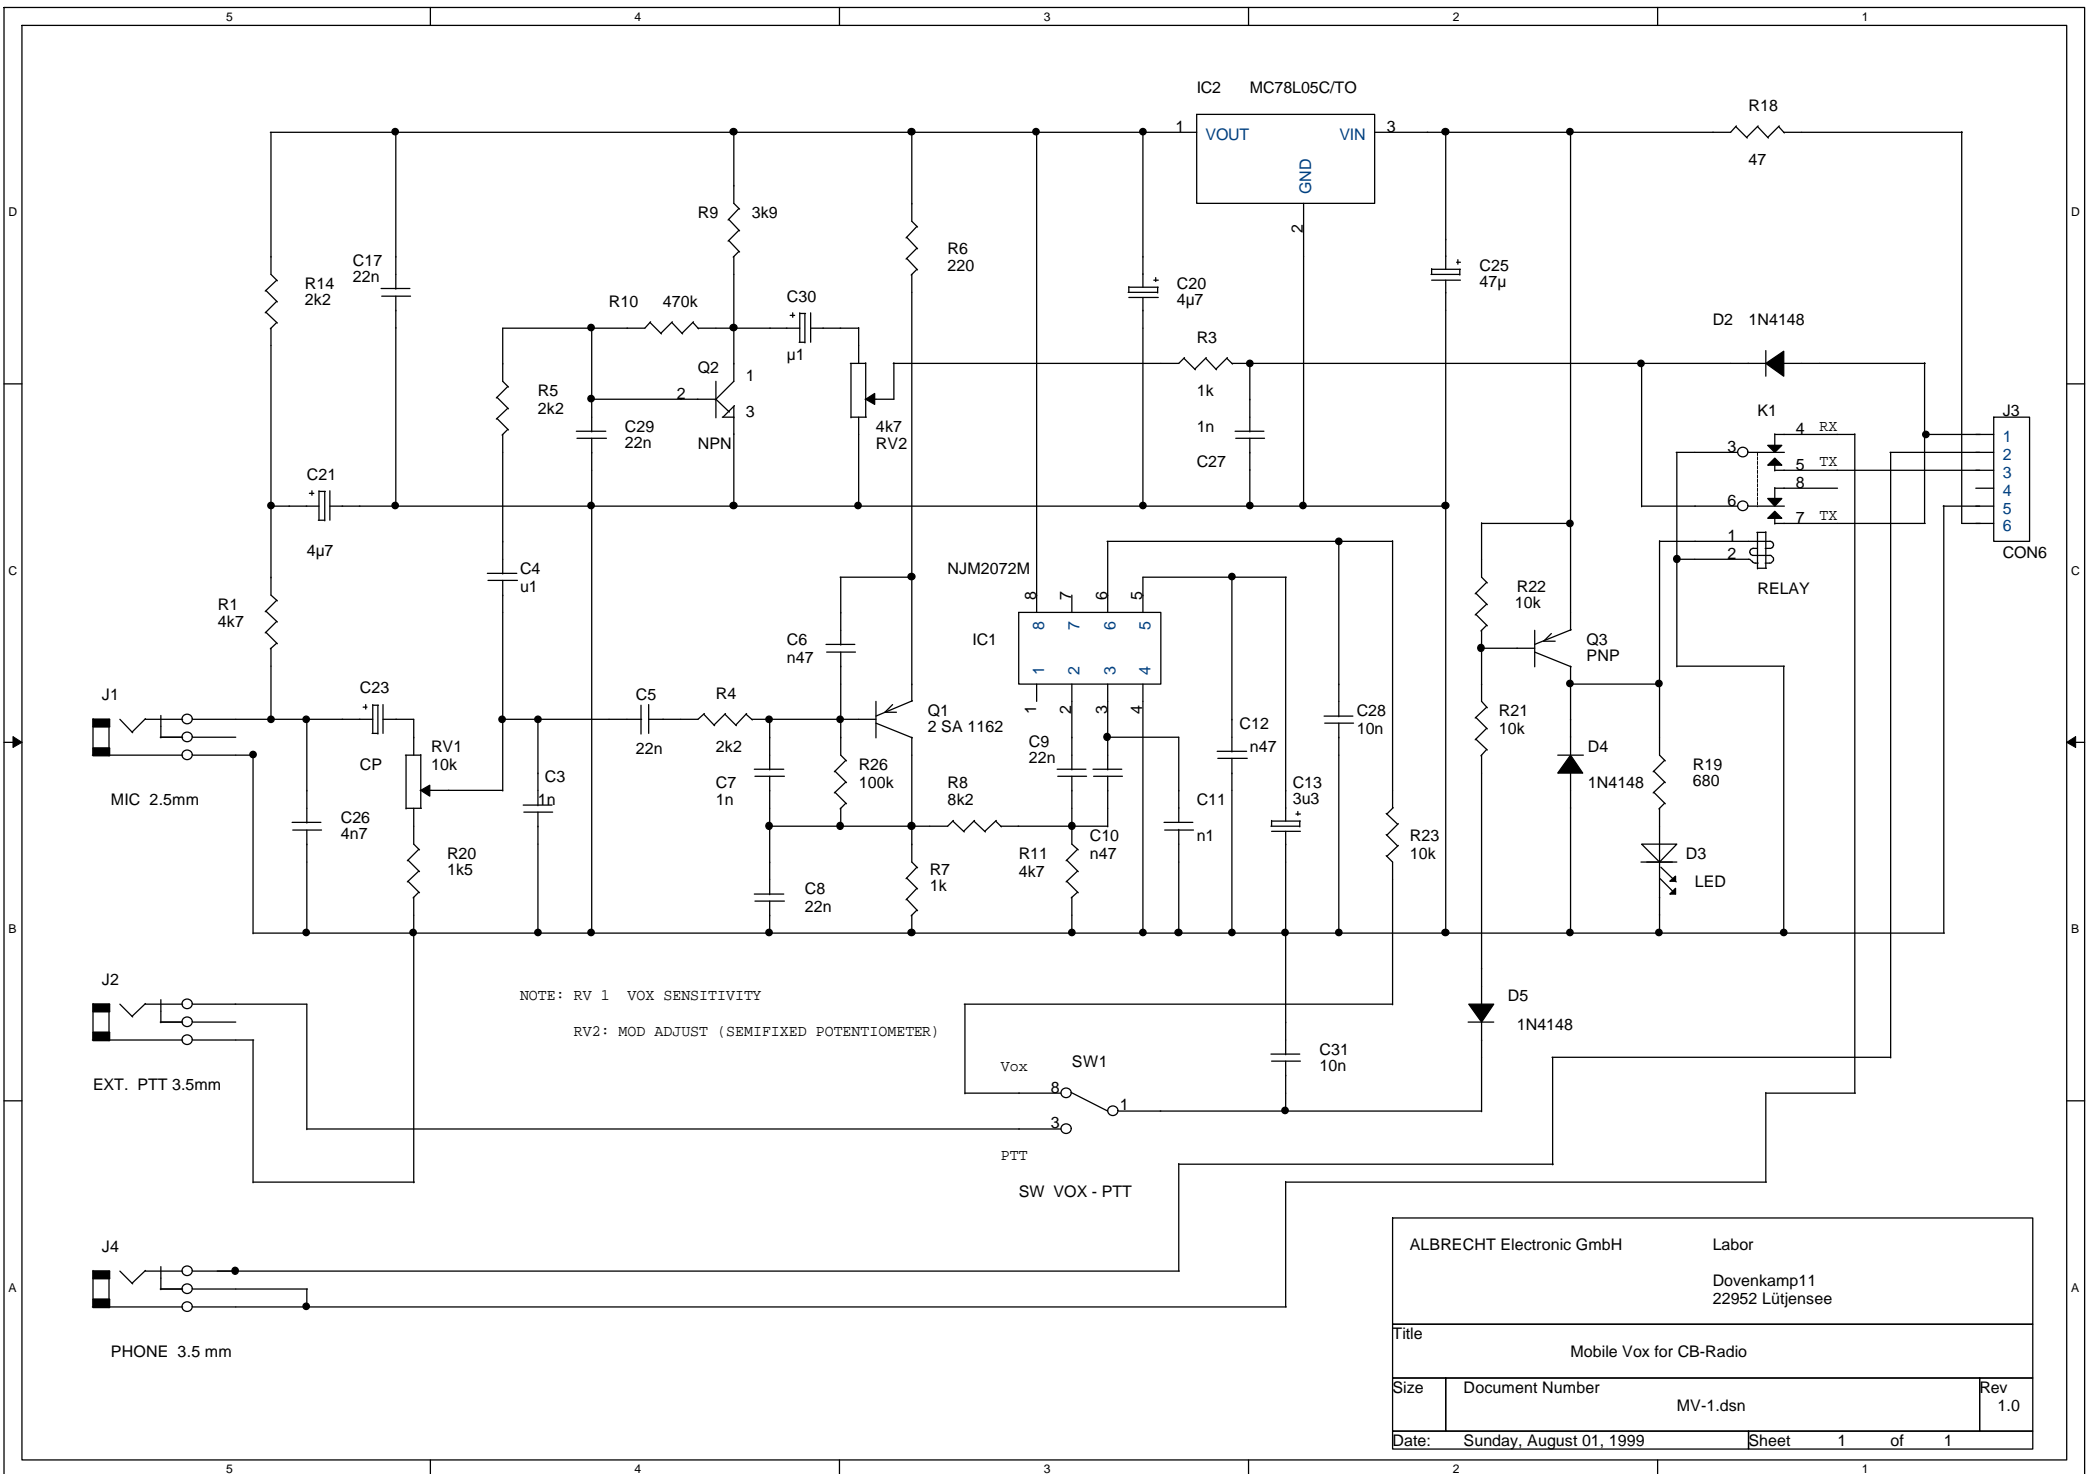 5 4 3 2 1
D D
C C
B B
A A
IC2 MC78L05C/TO
1 VOUT VIN 3
GND
2
R18
47
R9 3k9
R6
220
C17
22n
R14
2k2
C20
4µ7
C25
47µ
R10 470k
C30
µ1
D2 1N4148
R3
1k
Q2
1
2
3
NPN
R5
2k2
C29
22n
4k7
RV2
1n
C27
K1
4 RX
3
5 TX
8
6
7 TX
1
2
RELAY
J3
1
2
3
4
5
6
CON6
C21
4µ7
C4
u1
R1
4k7
NJM2072M
IC1
8 7 6 5
8 7 6 5
1 2 3 4
1 2 3 4
C6
n47
R22
10k
Q3
PNP
J1
MIC 2.5mm
C23
CP
RV1
10k
C5
22n
R4
2k2
Q1
2 SA 1162
C3
1n
C7
1n
R26
100k
R8
8k2
C9
22n
C10
n47
C11
n1
C12
n47
C28
10n
C13
3u3
R21
10k
D4
1N4148
R19
680
C26
4n7
R20
1k5
C8
22n
R7
1k
R11
4k7
R23
10k
D3
LED
J2
EXT. PTT 3.5mm
NOTE: RV 1 VOX SENSITIVITY
RV2: MOD ADJUST (SEMIFIXED POTENTIOMETER)
D5
1N4148
C31
10n
Vox
SW1
8
1
3
PTT
SW VOX - PTT
J4
PHONE 3.5 mm
ALBRECHT Electronic GmbH Labor
Dovenkamp11
22952 Lütjensee
Title
Mobile Vox for CB-Radio
Size Document Number Rev
MV-1.dsn 1.0
Date: Sunday, August 01, 1999 Sheet 1 of 1
5 4 3 2 1